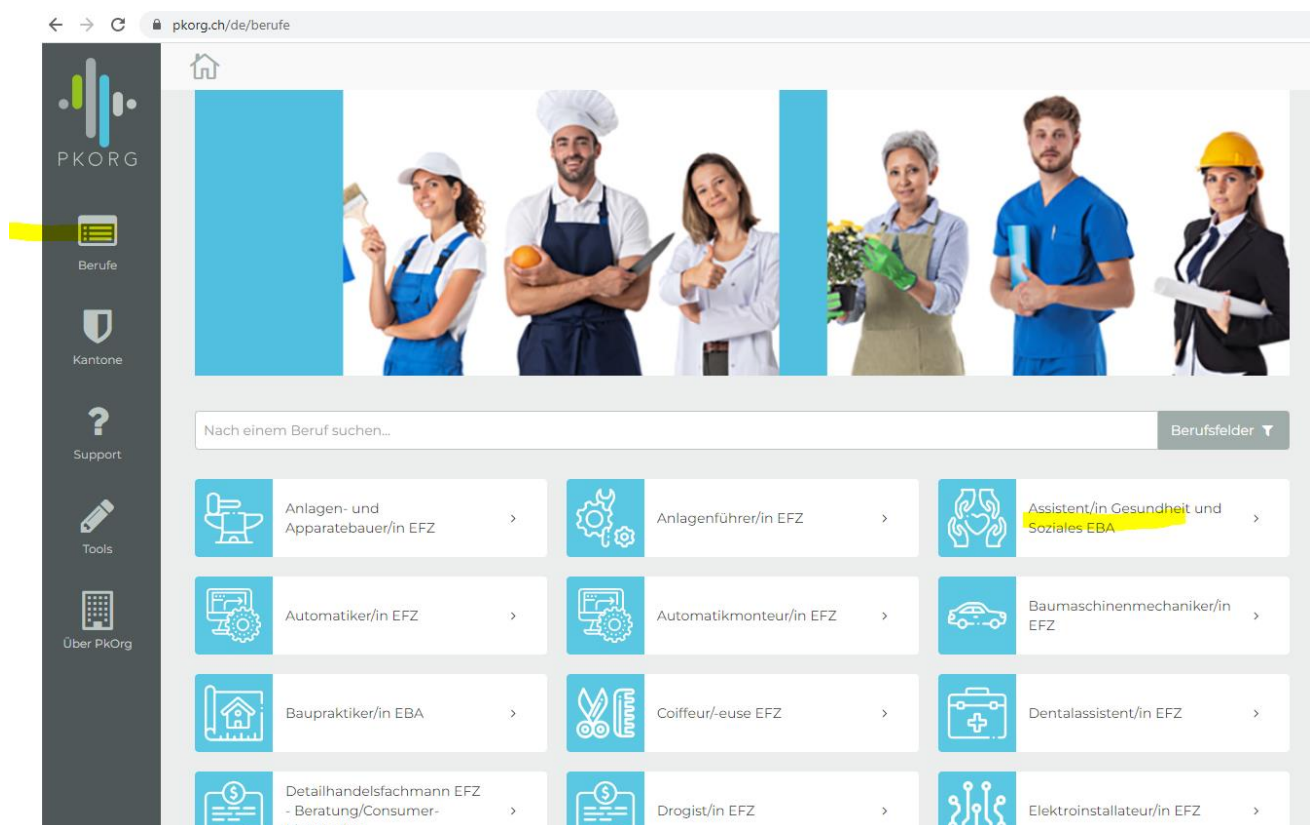 pkorg.ch/de/berufe
PKORG
Berufe
Kantone
Support
Tools
Über PkOrg
Nach einem Beruf suchen...
Berufsfelder
Anlagen- und
Apparatebauer/in EFZ
Anlagenführer/in EFZ
Assistent/in Gesundheit und
Soziales EBA
Automatiker/in EFZ
Automatikmonteur/in EFZ
Baumaschinenmechaniker/in
EFZ
Baupraktiker/in EBA
Coiffeur/-euse EFZ
Dentalassistent/in EFZ
Detailhandelsfachmann EFZ
- Beratung/Consumer-
Drogist/in EFZ
Elektroinstallateur/in EFZ